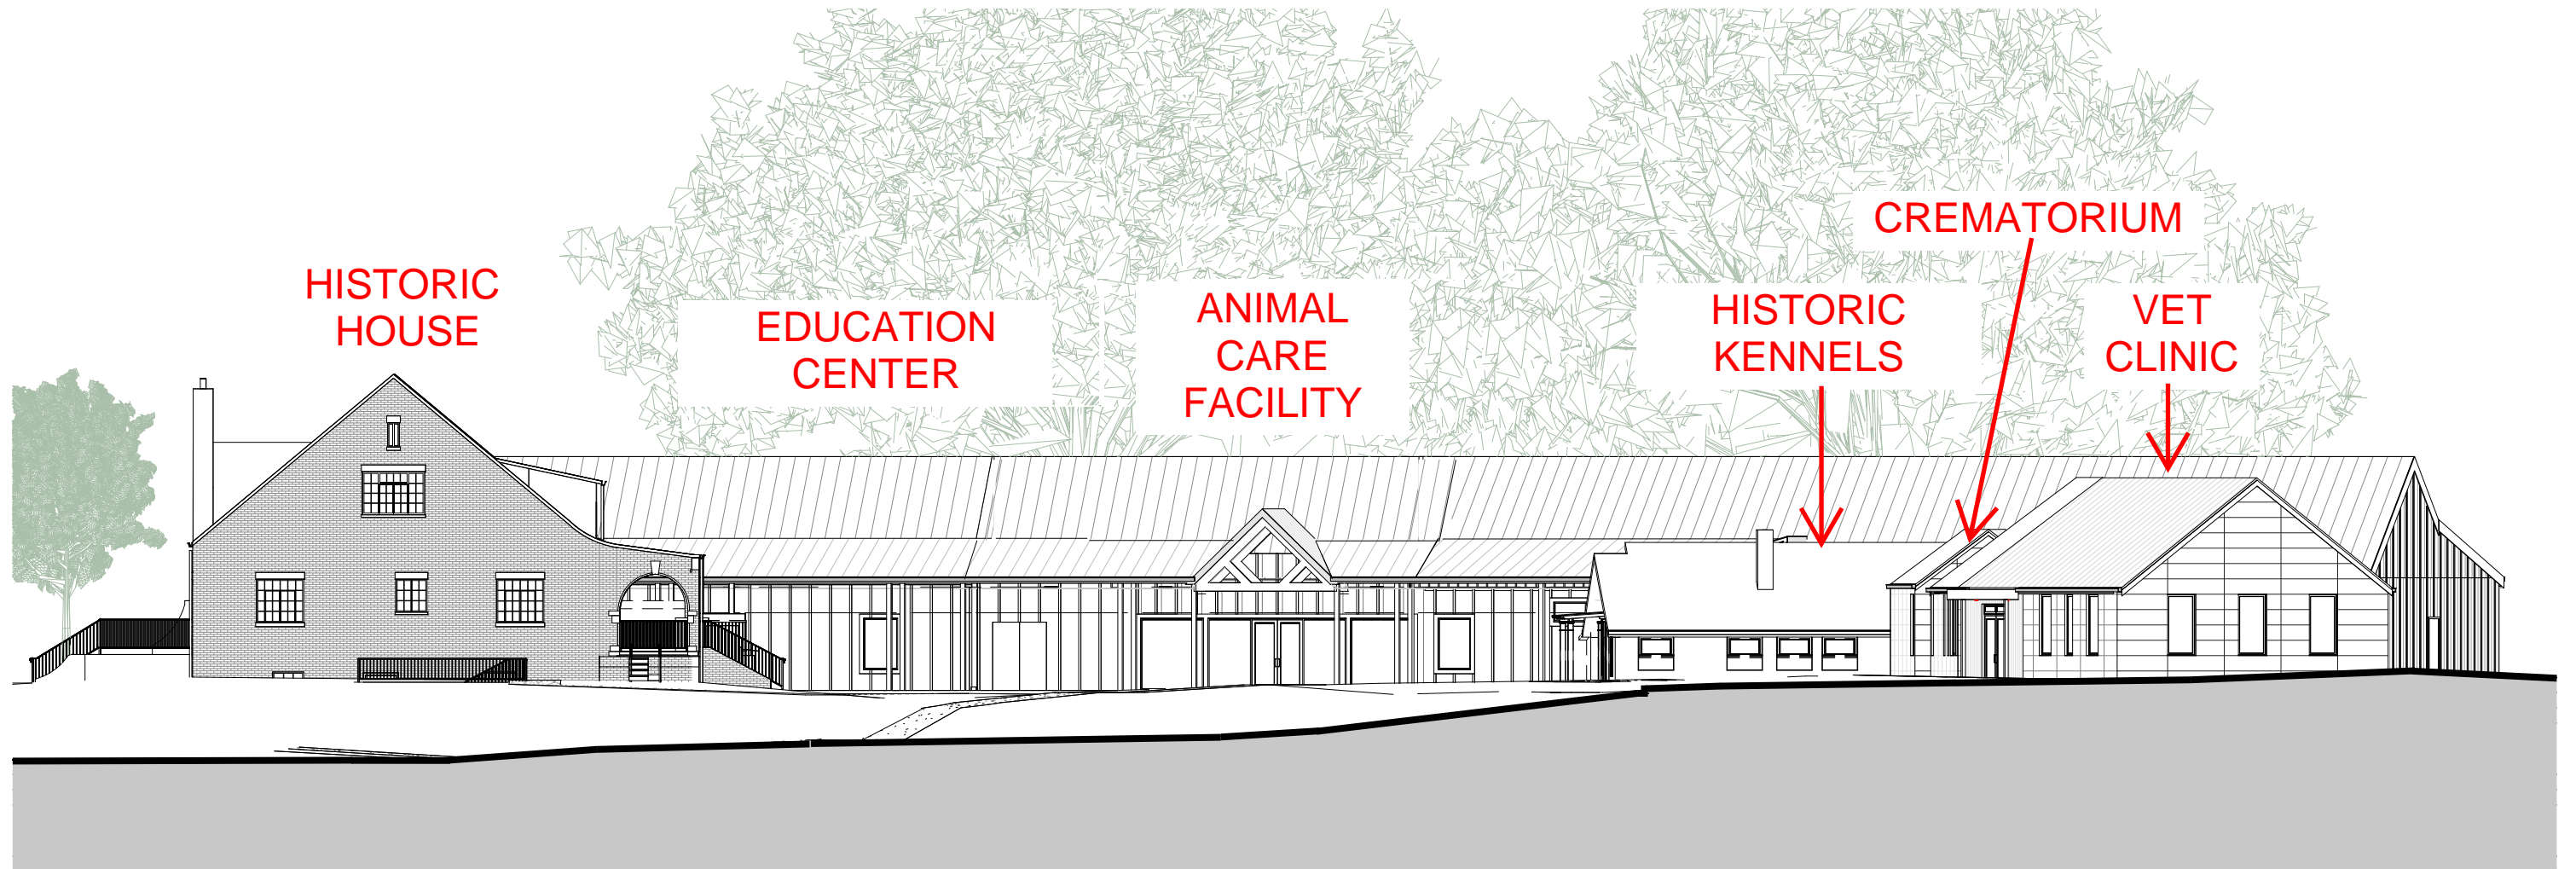 HISTORIC
HOUSE
EDUCATION
CENTER
ANIMAL
CARE
FACILITY
CREMATORIUM
HISTORIC
KENNELS
VET
CLINIC